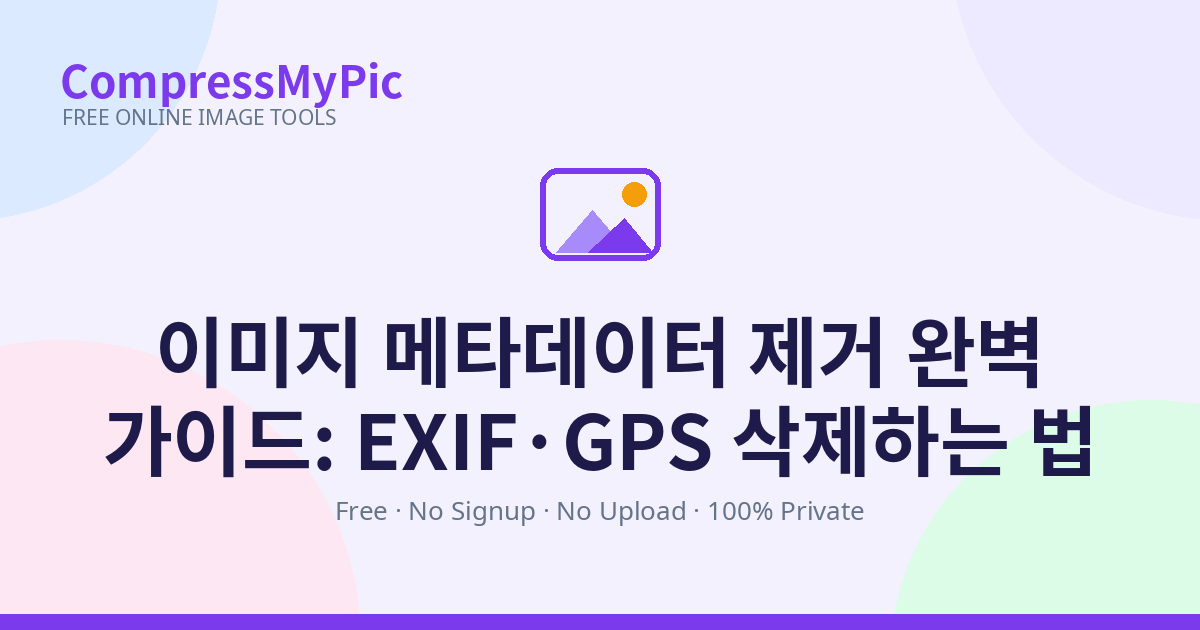 CompressMyPic
FREE ONLINE IMAGE TOOLS
이미지 메타데이터 제거 완벽
가이드: EXIF·GPS 삭제하는 법
Free · No Signup · No Upload · 100% Private